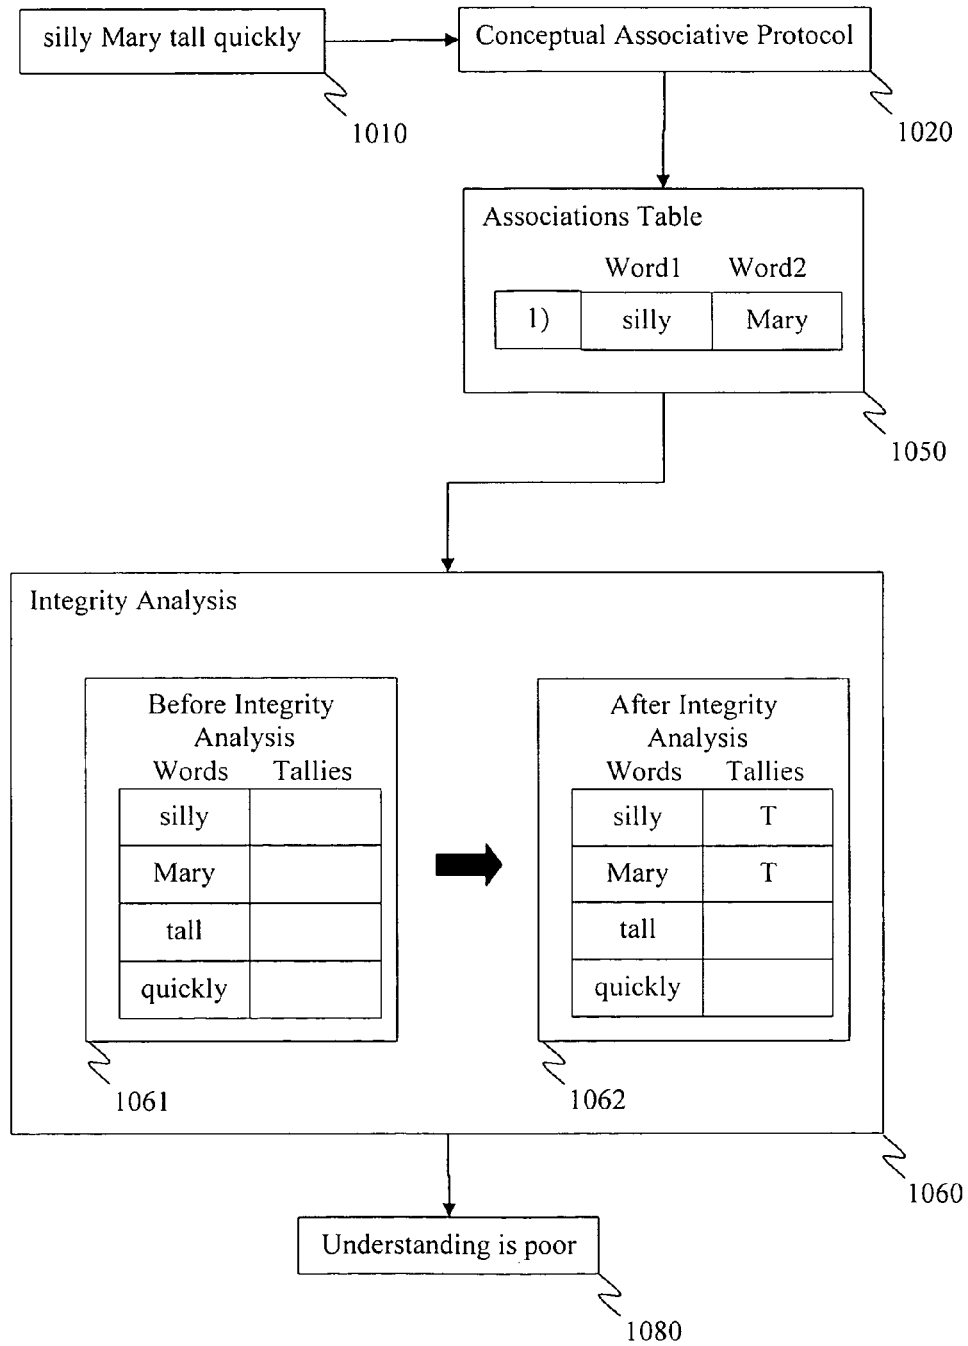 silly Mary tall quickly
Conceptual Associative Protocol
1010
1020
Associations Table
Word1 Word2
1) silly Mary
1050
Integrity Analysis
Before Integrity
Analysis
Words Tallies
silly
Mary
tall
quickly
1061
After Integrity
Analysis
Words Tallies
silly T
Mary T
tall
quickly
1062
1060
Understanding is poor
1080